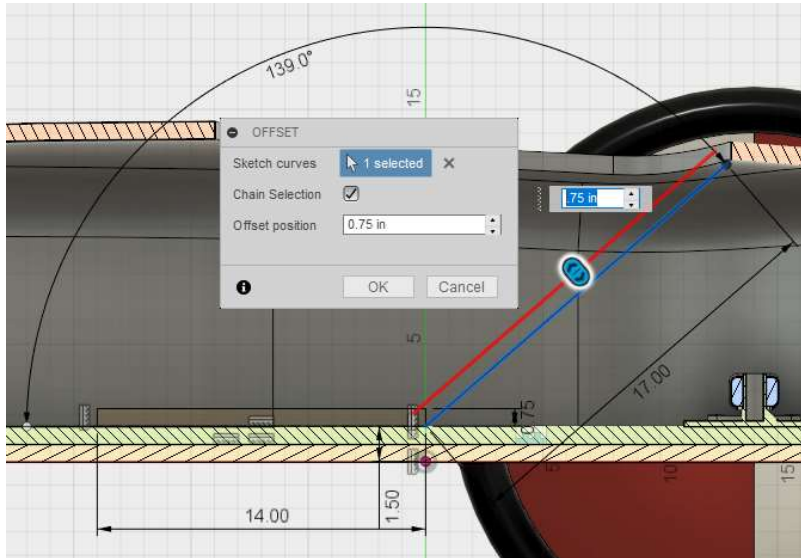 139.0°
15
OFFSET
Sketch curves 1 selected
Chain Selection
Offset position 0.75 in
OK Cancel
.75 in
5
17.00
0.75
5
10
15
14.00
1.50